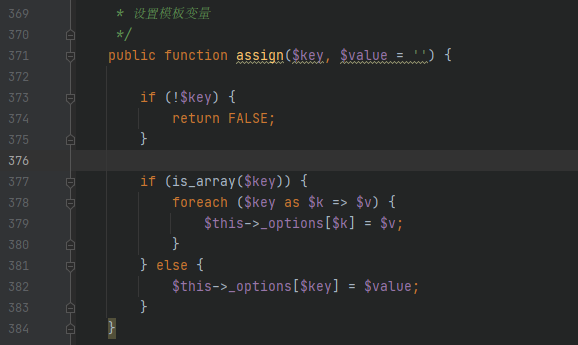 369 * 设置模板变量
370 */
371 public function assign($key, $value = '') {
372
373 if (!$key) {
374 return FALSE;
375 }
376
377 if (is_array($key)) {
378 foreach ($key as $k => $v) {
379 $this->_options[$k] = $v;
380 }
381 } else {
382 $this->_options[$key] = $value;
383 }
384 }